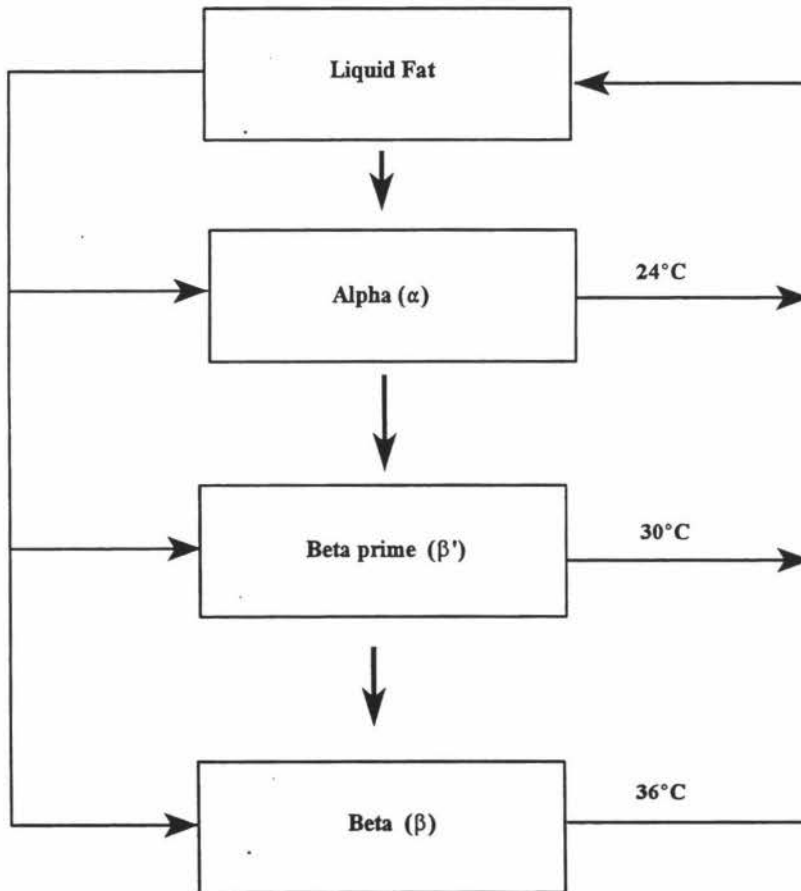 Liquid Fat
Alpha (α)
24°C
Beta prime (β')
30°C
Beta (β)
36°C